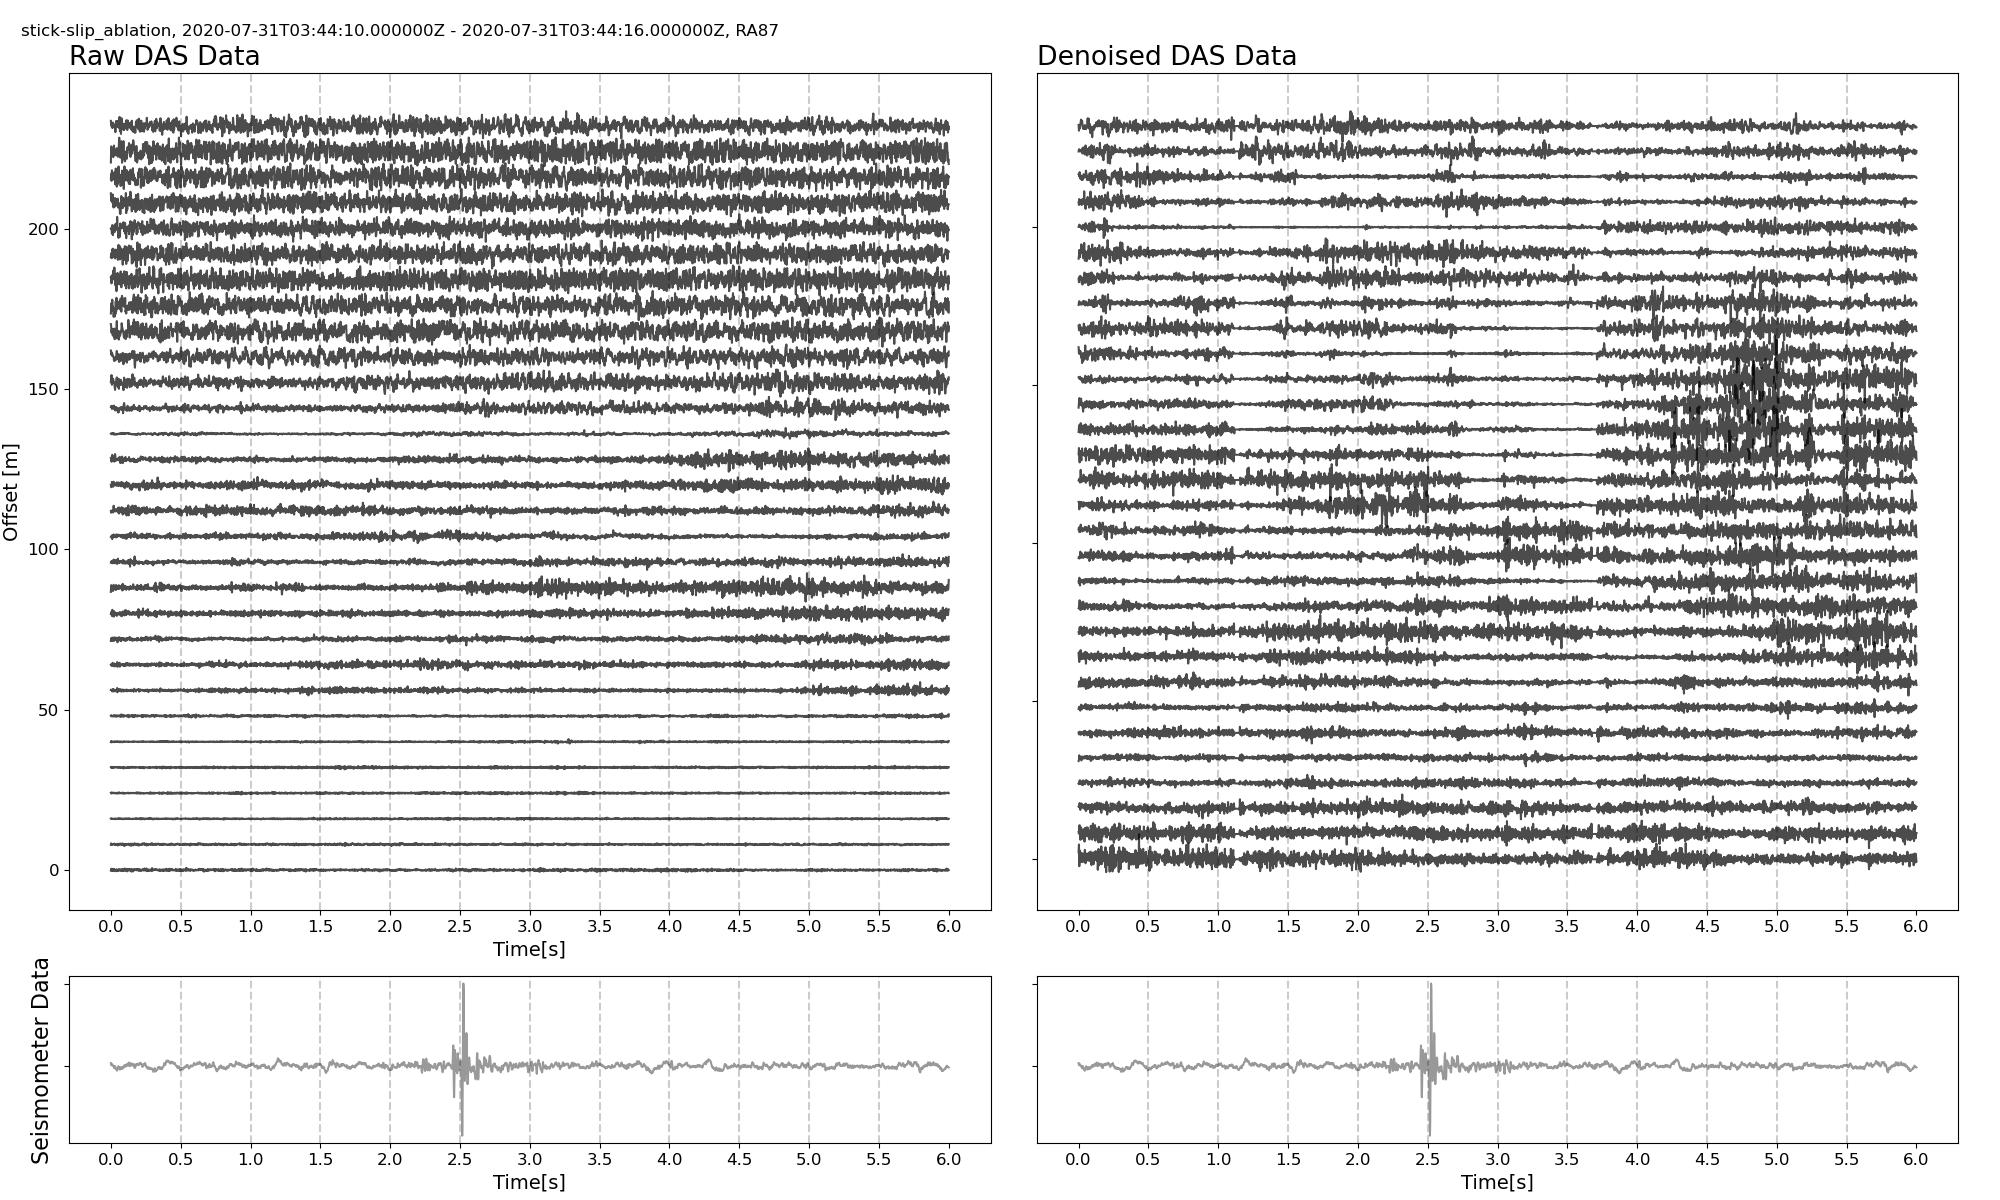 stick-slip_ablation, 2020-07-31T03:44:10.000000Z - 2020-07-31T03:44:16.000000Z, RA87
Raw DAS Data
Denoised DAS Data
Offset [m]
200
150
100
50
0
0.0 0.5 1.0 1.5 2.0 2.5 3.0 3.5 4.0 4.5 5.0 5.5 6.0
Time[s]
0.0 0.5 1.0 1.5 2.0 2.5 3.0 3.5 4.0 4.5 5.0 5.5 6.0
Seismometer Data
0.0 0.5 1.0 1.5 2.0 2.5 3.0 3.5 4.0 4.5 5.0 5.5 6.0
Time[s]
0.0 0.5 1.0 1.5 2.0 2.5 3.0 3.5 4.0 4.5 5.0 5.5 6.0
Time[s]